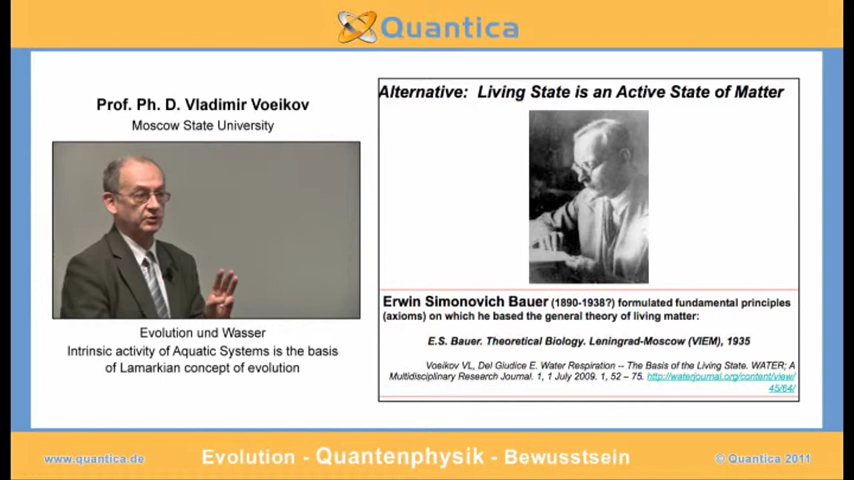 Quantica
Prof. Ph. D. Vladimir Voeikov
Moscow State University
Evolution und Wasser
Intrinsic activity of Aquatic Systems is the basis
of Lamarkian concept of evolution
Alternative: Living State is an Active State of Matter
Erwin Simonovich Bauer (1890-1938?) formulated fundamental principles
(axioms) on which he based the general theory of living matter:
E.S. Bauer. Theoretical Biology. Leningrad-Moscow (VIEM), 1935
Vosikov VL, Del Giudice E. Water Respiration -- The Basis of the Living State. WATER; A
Multidisciplinary Research Journal. 1, 1 July 2009. 1, 52 – 75. http://waterjournal.org/content/view/
45/64/
www.quantica.de
Evolution - Quantenphysik - Bewusstsein
© Quantica 2011